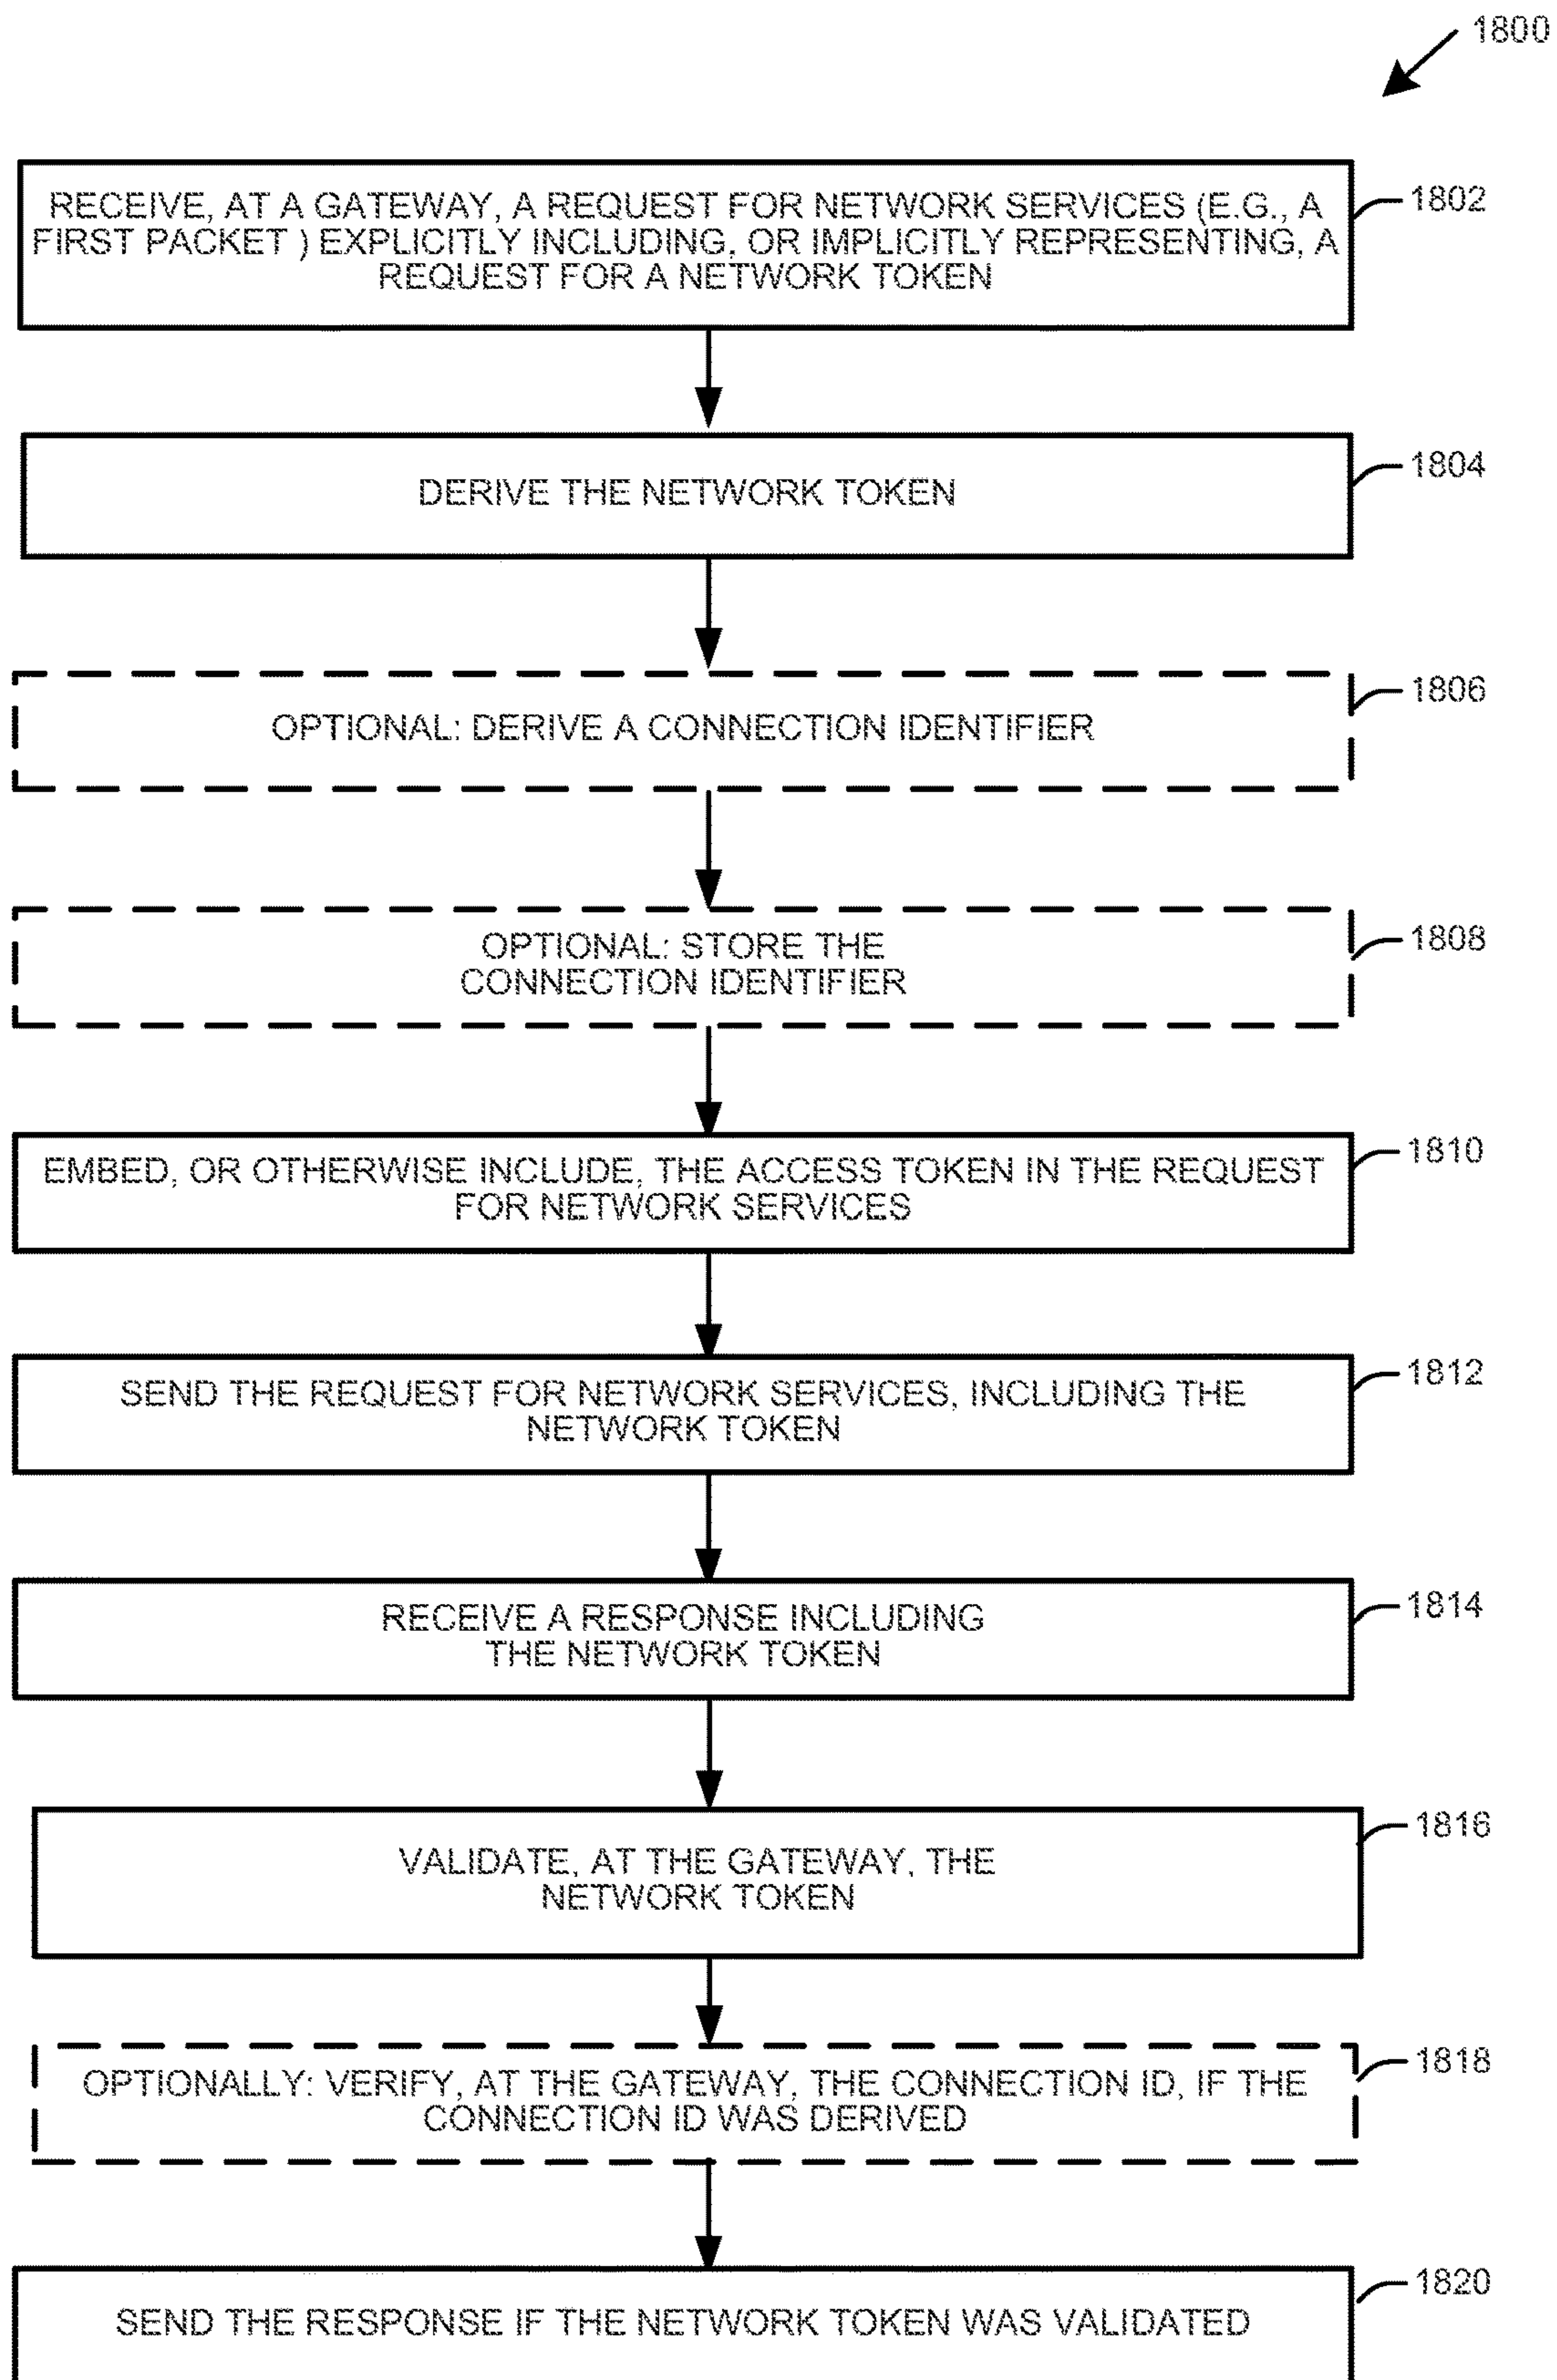 1800
RECEIVE, AT A GATEWAY, A REQUEST FOR NETWORK SERVICES (E.G., A
FIRST PACKET ) EXPLICITLY INCLUDING, OR IMPLICITLY REPRESENTING, A
REQUEST FOR A NETWORK TOKEN
1802
DERIVE THE NETWORK TOKEN
1804
OPTIONAL: DERIVE A CONNECTION IDENTIFIER
1806
OPTIONAL: STORE THE
CONNECTION IDENTIFIER
1808
EMBED, OR OTHERWISE INCLUDE, THE ACCESS TOKEN IN THE REQUEST
FOR NETWORK SERVICES
1810
SEND THE REQUEST FOR NETWORK SERVICES, INCLUDING THE
NETWORK TOKEN
1812
RECEIVE A RESPONSE INCLUDING
THE NETWORK TOKEN
1814
VALIDATE, AT THE GATEWAY, THE
NETWORK TOKEN
1816
OPTIONALLY: VERIFY, AT THE GATEWAY, THE CONNECTION ID, IF THE
CONNECTION ID WAS DERIVED
1818
SEND THE RESPONSE IF THE NETWORK TOKEN WAS VALIDATED
1820